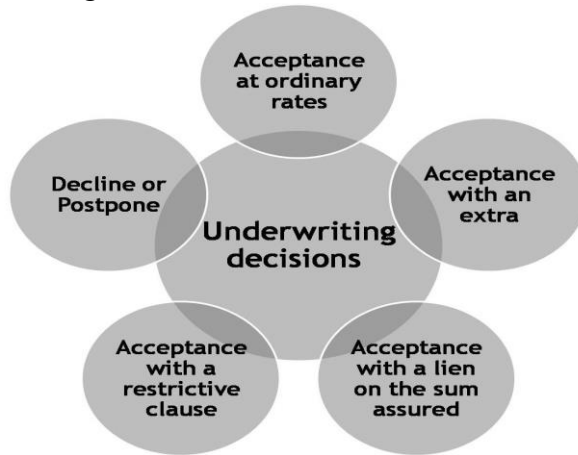 Acceptance
at ordinary
rates
Decline or
Postpone
Acceptance
with an
extra
Underwriting
decisions
Acceptance
with a
restrictive
clause
Acceptance
with a lien
on the sum
assured